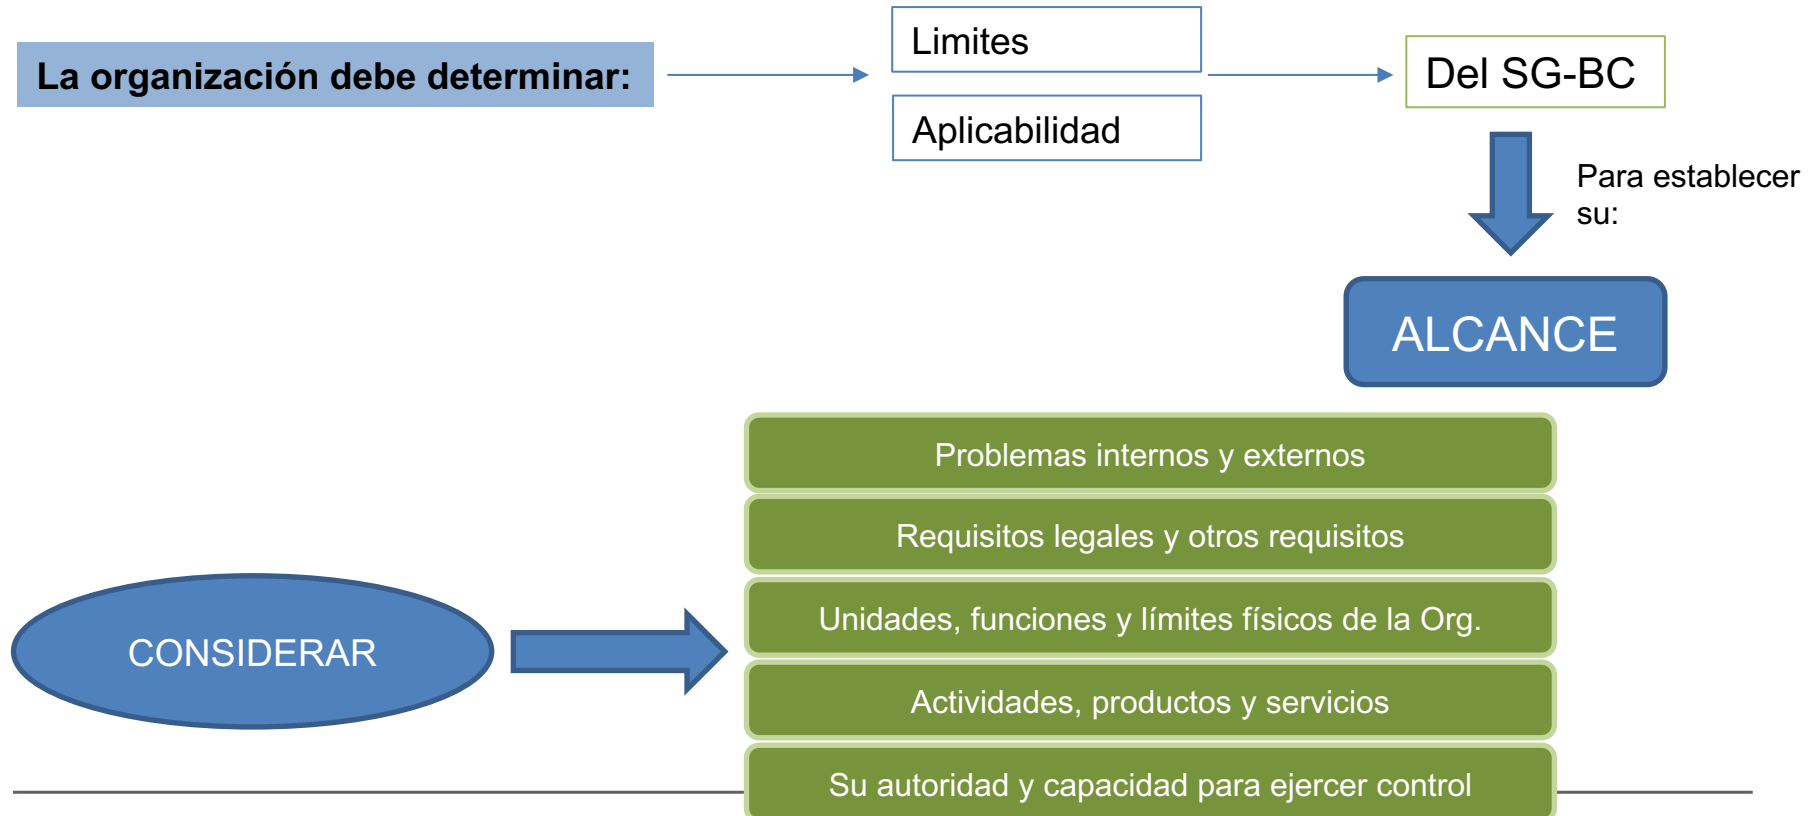 La organización debe determinar:
Limites
Aplicabilidad
Del SG-BC
Para establecer
su:
ALCANCE
CONSIDERAR
Problemas internos y externos
Requisitos legales y otros requisitos
Unidades, funciones y límites físicos de la Org.
Actividades, productos y servicios
Su autoridad y capacidad para ejercer control